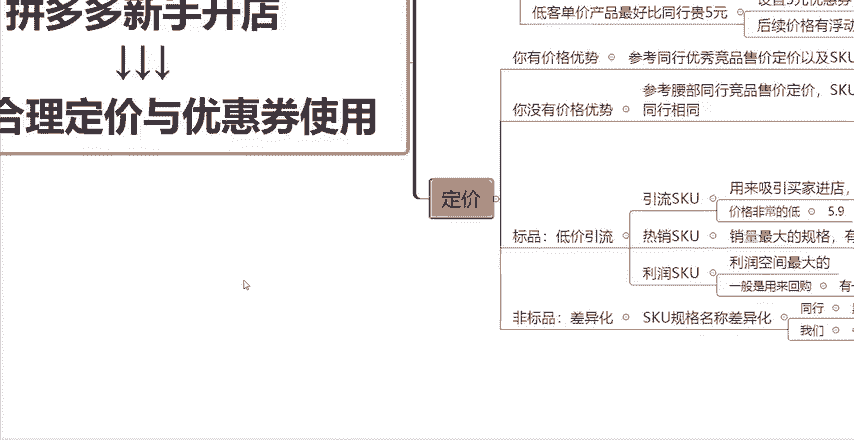 拼多多新手开店
↓↓↓
合理定价与优惠券使用
设置5元优惠券
低客单价产品最好比同行贵5元
后续价格有浮动
你有价格优势 参考同行优秀竞品售价定价以及SKU
你没有价格优势 参考腰部同行竞品售价定价，SKU
同行相同
定价
标品：低价引流
引流SKU 用来吸引买家进店，
价格非常的低 5.9
热销SKU 销量最大的规格，有
利润SKU 利润空间最大的
一般是用来回购 有一
非标品：差异化 SKU规格名称差异化
同行
我们